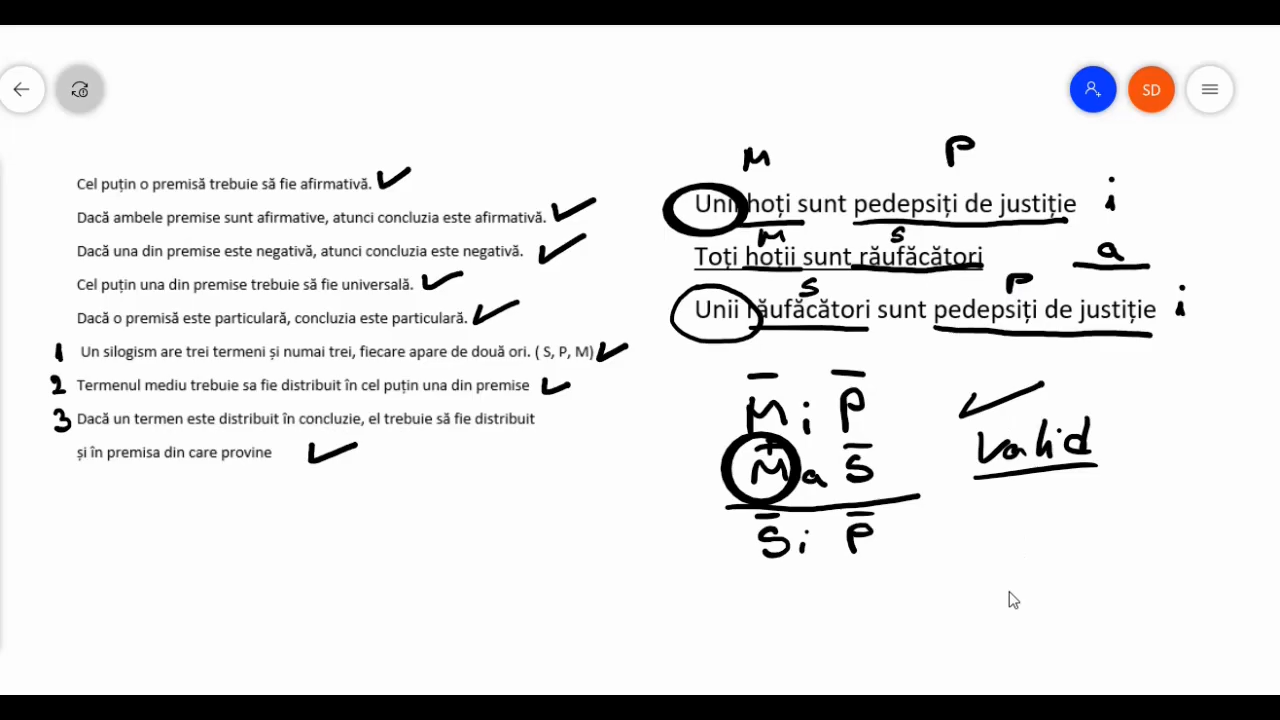 SD
Cel puțin o premisă trebuie să fie afirmativă.
Dacă ambele premise sunt afirmative, atunci concluzia este afirmativă.
Dacă una din premise este negativă, atunci concluzia este negativă.
Cel puțin una din premise trebuie să fie universală.
Dacă o premisă este particulară, concluzia este particulară.
1 Un silogism are trei termeni și numai trei, fiecare apare de două ori. ( S, P, M)
2 Termenul mediu trebuie sa fie distribuit în cel puțin una din premise
3 Dacă un termen este distribuit în concluzie, el trebuie să fie distribuit
și în premisa din care provine
M P
Unii hoți sunt pedepsiți de justiție i
M S
Toți hoții sunt răufăcători a
S P
Unii răufăcători sunt pedepsiți de justiție i
M i P
M a S
S i P
valid